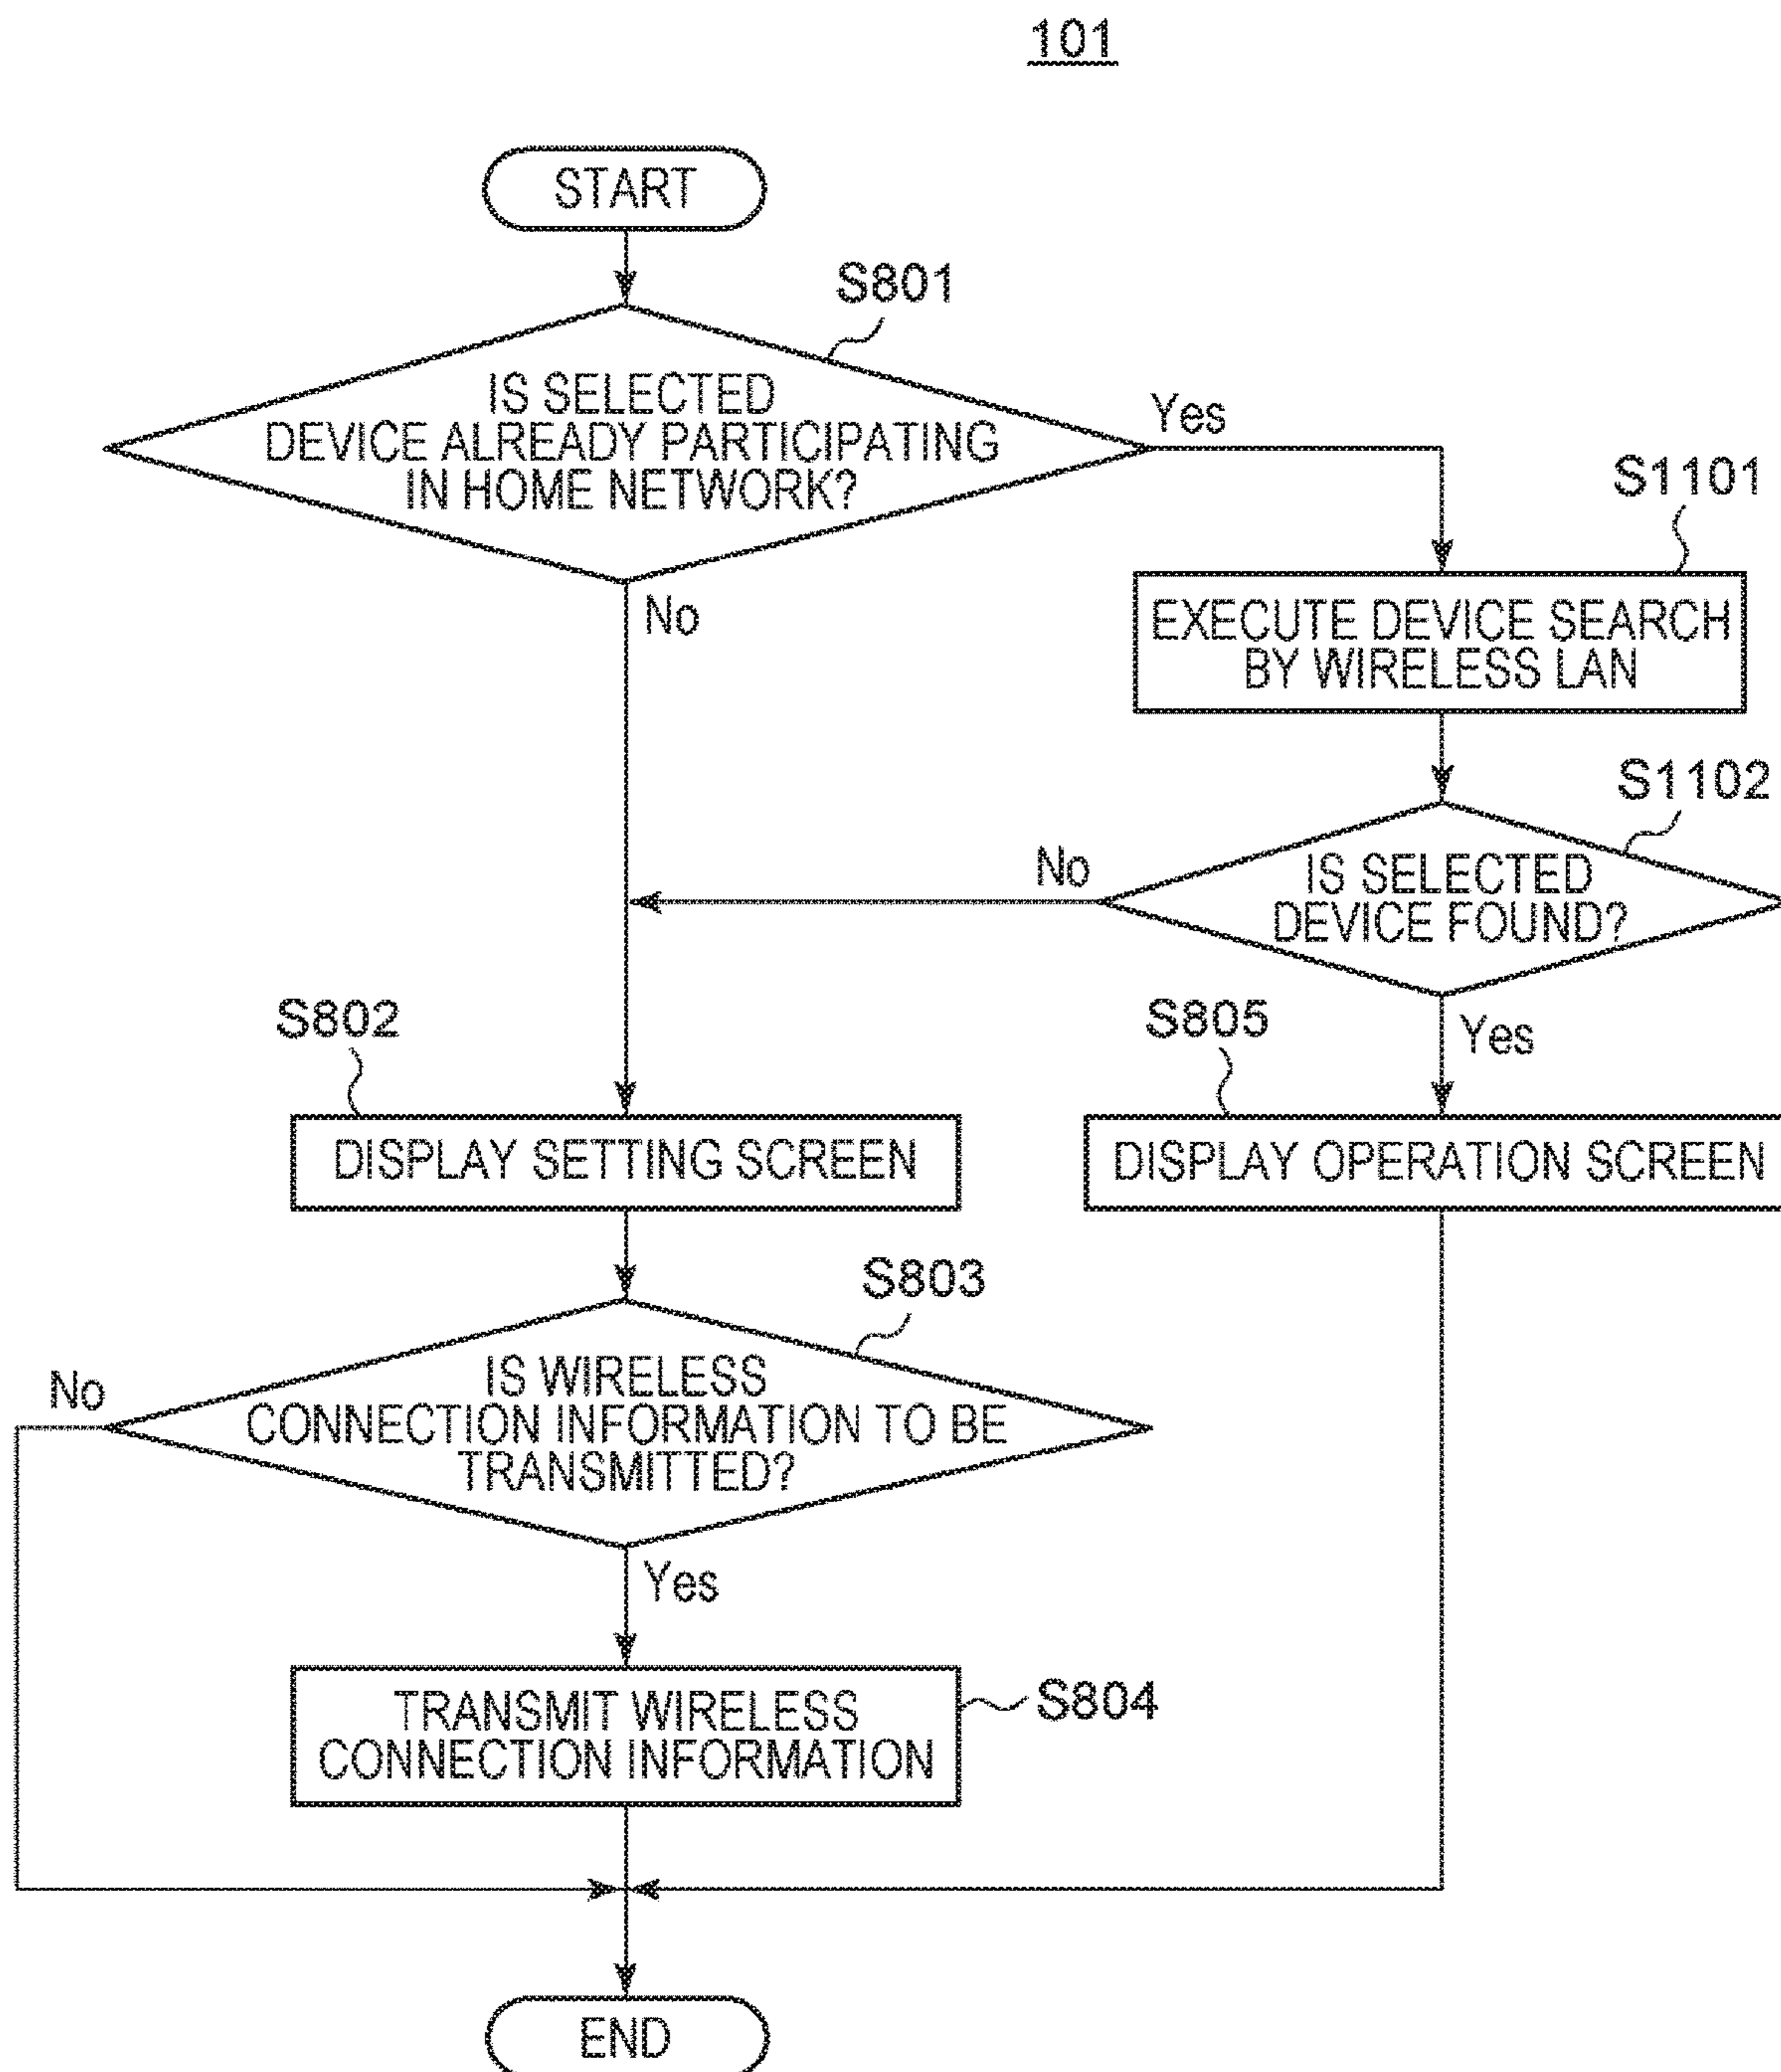 101
START
S801
IS SELECTED
DEVICE ALREADY PARTICIPATING
IN HOME NETWORK?
Yes
No
S1101
EXECUTE DEVICE SEARCH
BY WIRELESS LAN
S1102
IS SELECTED
DEVICE FOUND?
No
Yes
S802
DISPLAY SETTING SCREEN
S805
DISPLAY OPERATION SCREEN
S803
IS WIRELESS
CONNECTION INFORMATION TO BE
TRANSMITTED?
No
Yes
TRANSMIT WIRELESS
CONNECTION INFORMATION
S804
END